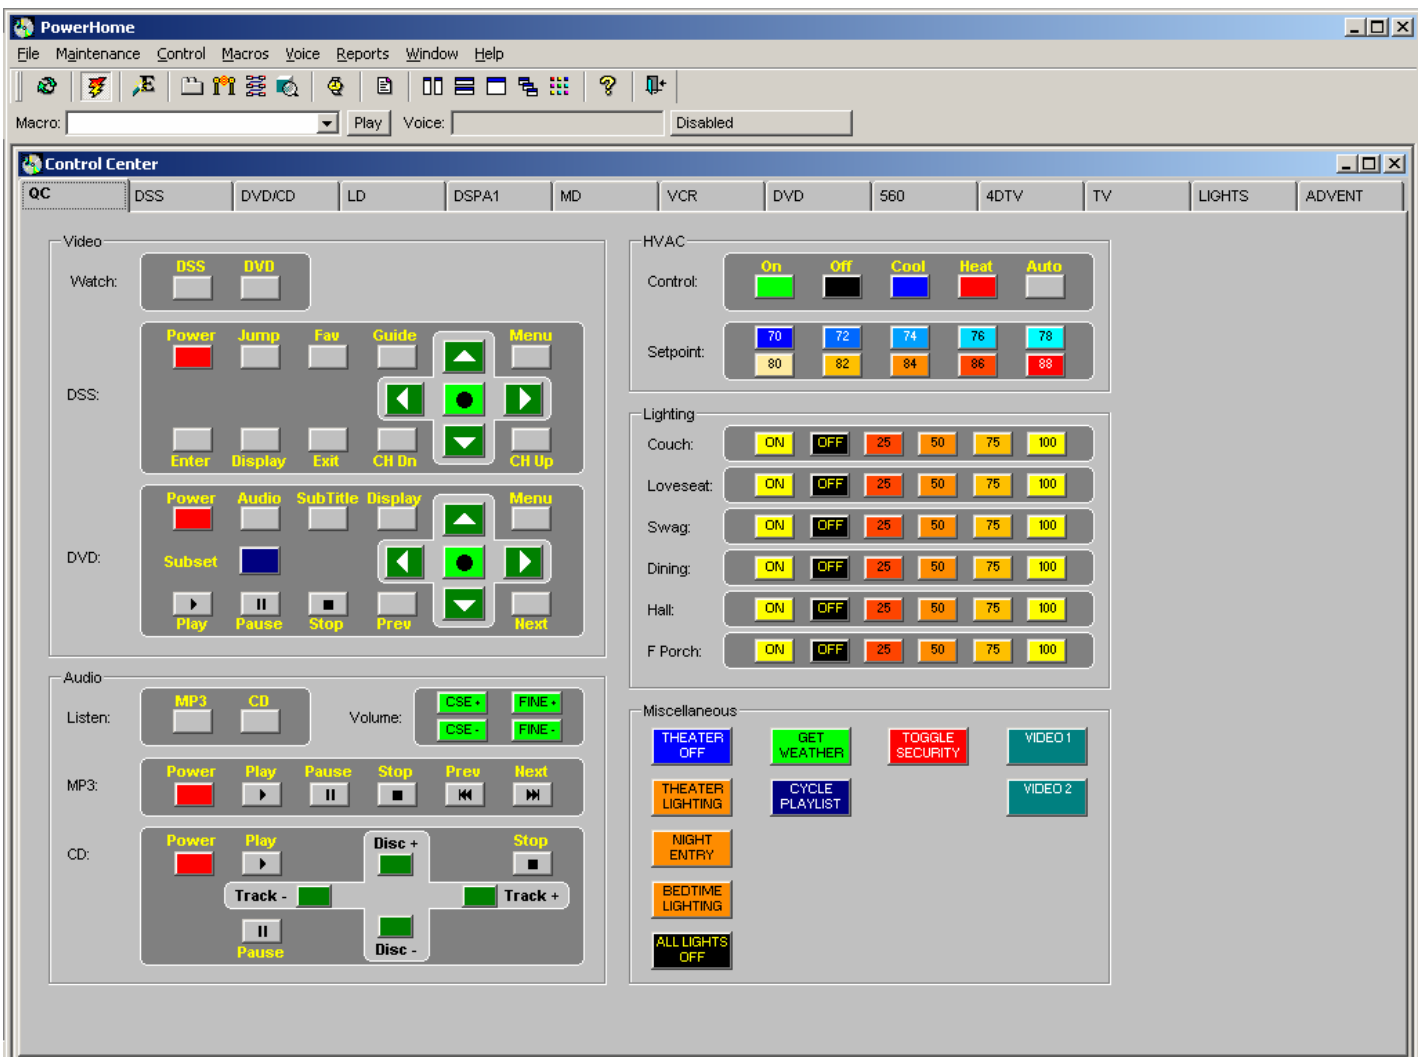 PowerHome
File Maintenance Control Macros Voice Reports Window Help
Macro: Play Voice: Disabled
Control Center
QC DSS DVD/CD LD DSPA1 MD VCR DVD 560 4DTV TV LIGHTS ADVENT
Video
Watch: DSS DVD
Power Jump Fav Guide Menu
DSS:
Enter Display Exit CH Dn CH Up
Power Audio SubTitle Display Menu
DVD: Subset
Play Pause Stop Prev Next
Audio
Listen: MP3 CD Volume: CSE + FINE +
CSE - FINE -
MP3: Power Play Pause Stop Prev Next
CD: Power Play Disc + Stop
Track - Track +
Pause Disc -
HVAC
Control: On Off Cool Heat Auto
Setpoint: 70 72 74 76 78
80 82 84 86 88
Lighting
Couch: ON OFF 25 50 75 100
Loveseat: ON OFF 25 50 75 100
Swag: ON OFF 25 50 75 100
Dining: ON OFF 25 50 75 100
Hall: ON OFF 25 50 75 100
F Porch: ON OFF 25 50 75 100
Miscellaneous
THEATER OFF GET WEATHER TOGGLE SECURITY VIDEO 1
THEATER LIGHTING CYCLE PLAYLIST VIDEO 2
NIGHT ENTRY
BEDTIME LIGHTING
ALL LIGHTS OFF